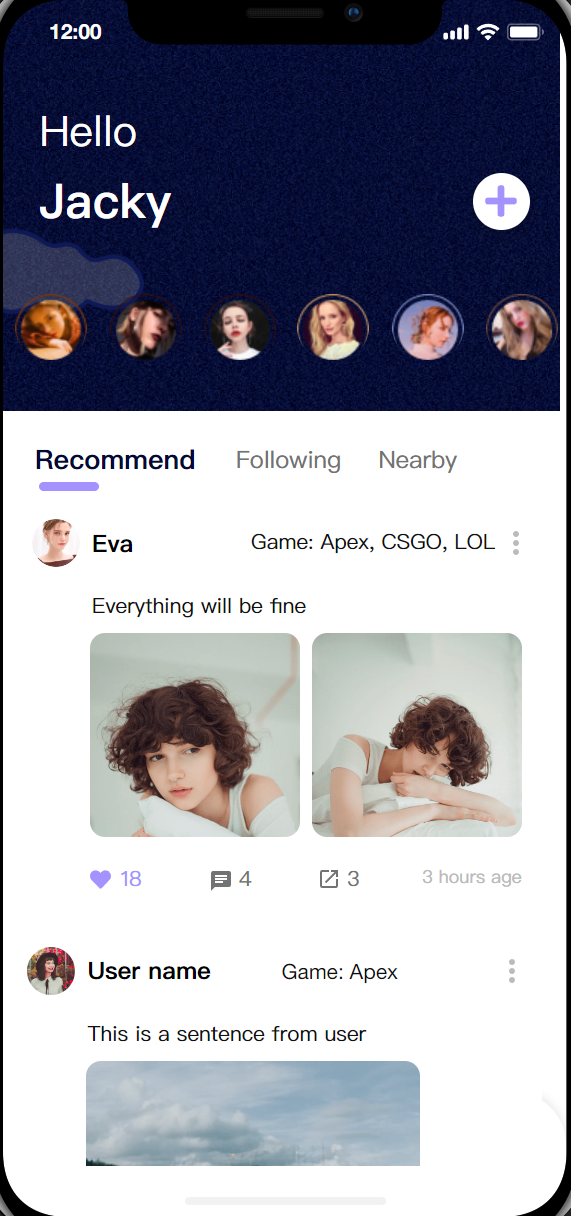 12:00
Hello
Jacky
Recommend Following Nearby
Eva Game: Apex, CSGO, LOL
Everything will be fine
18 4 3 3 hours age
User name Game: Apex
This is a sentence from user